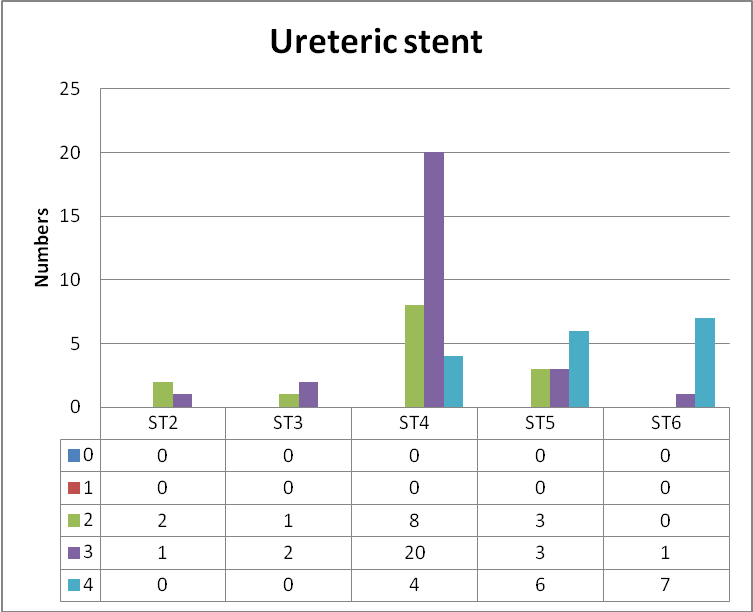 Ureteric stent
25
20
15
10
5
0
Numbers
ST2 ST3 ST4 ST5 ST6
0 0 0 0 0 0
1 0 0 0 0 0
2 2 1 8 3 0
3 1 2 20 3 1
4 0 0 4 6 7